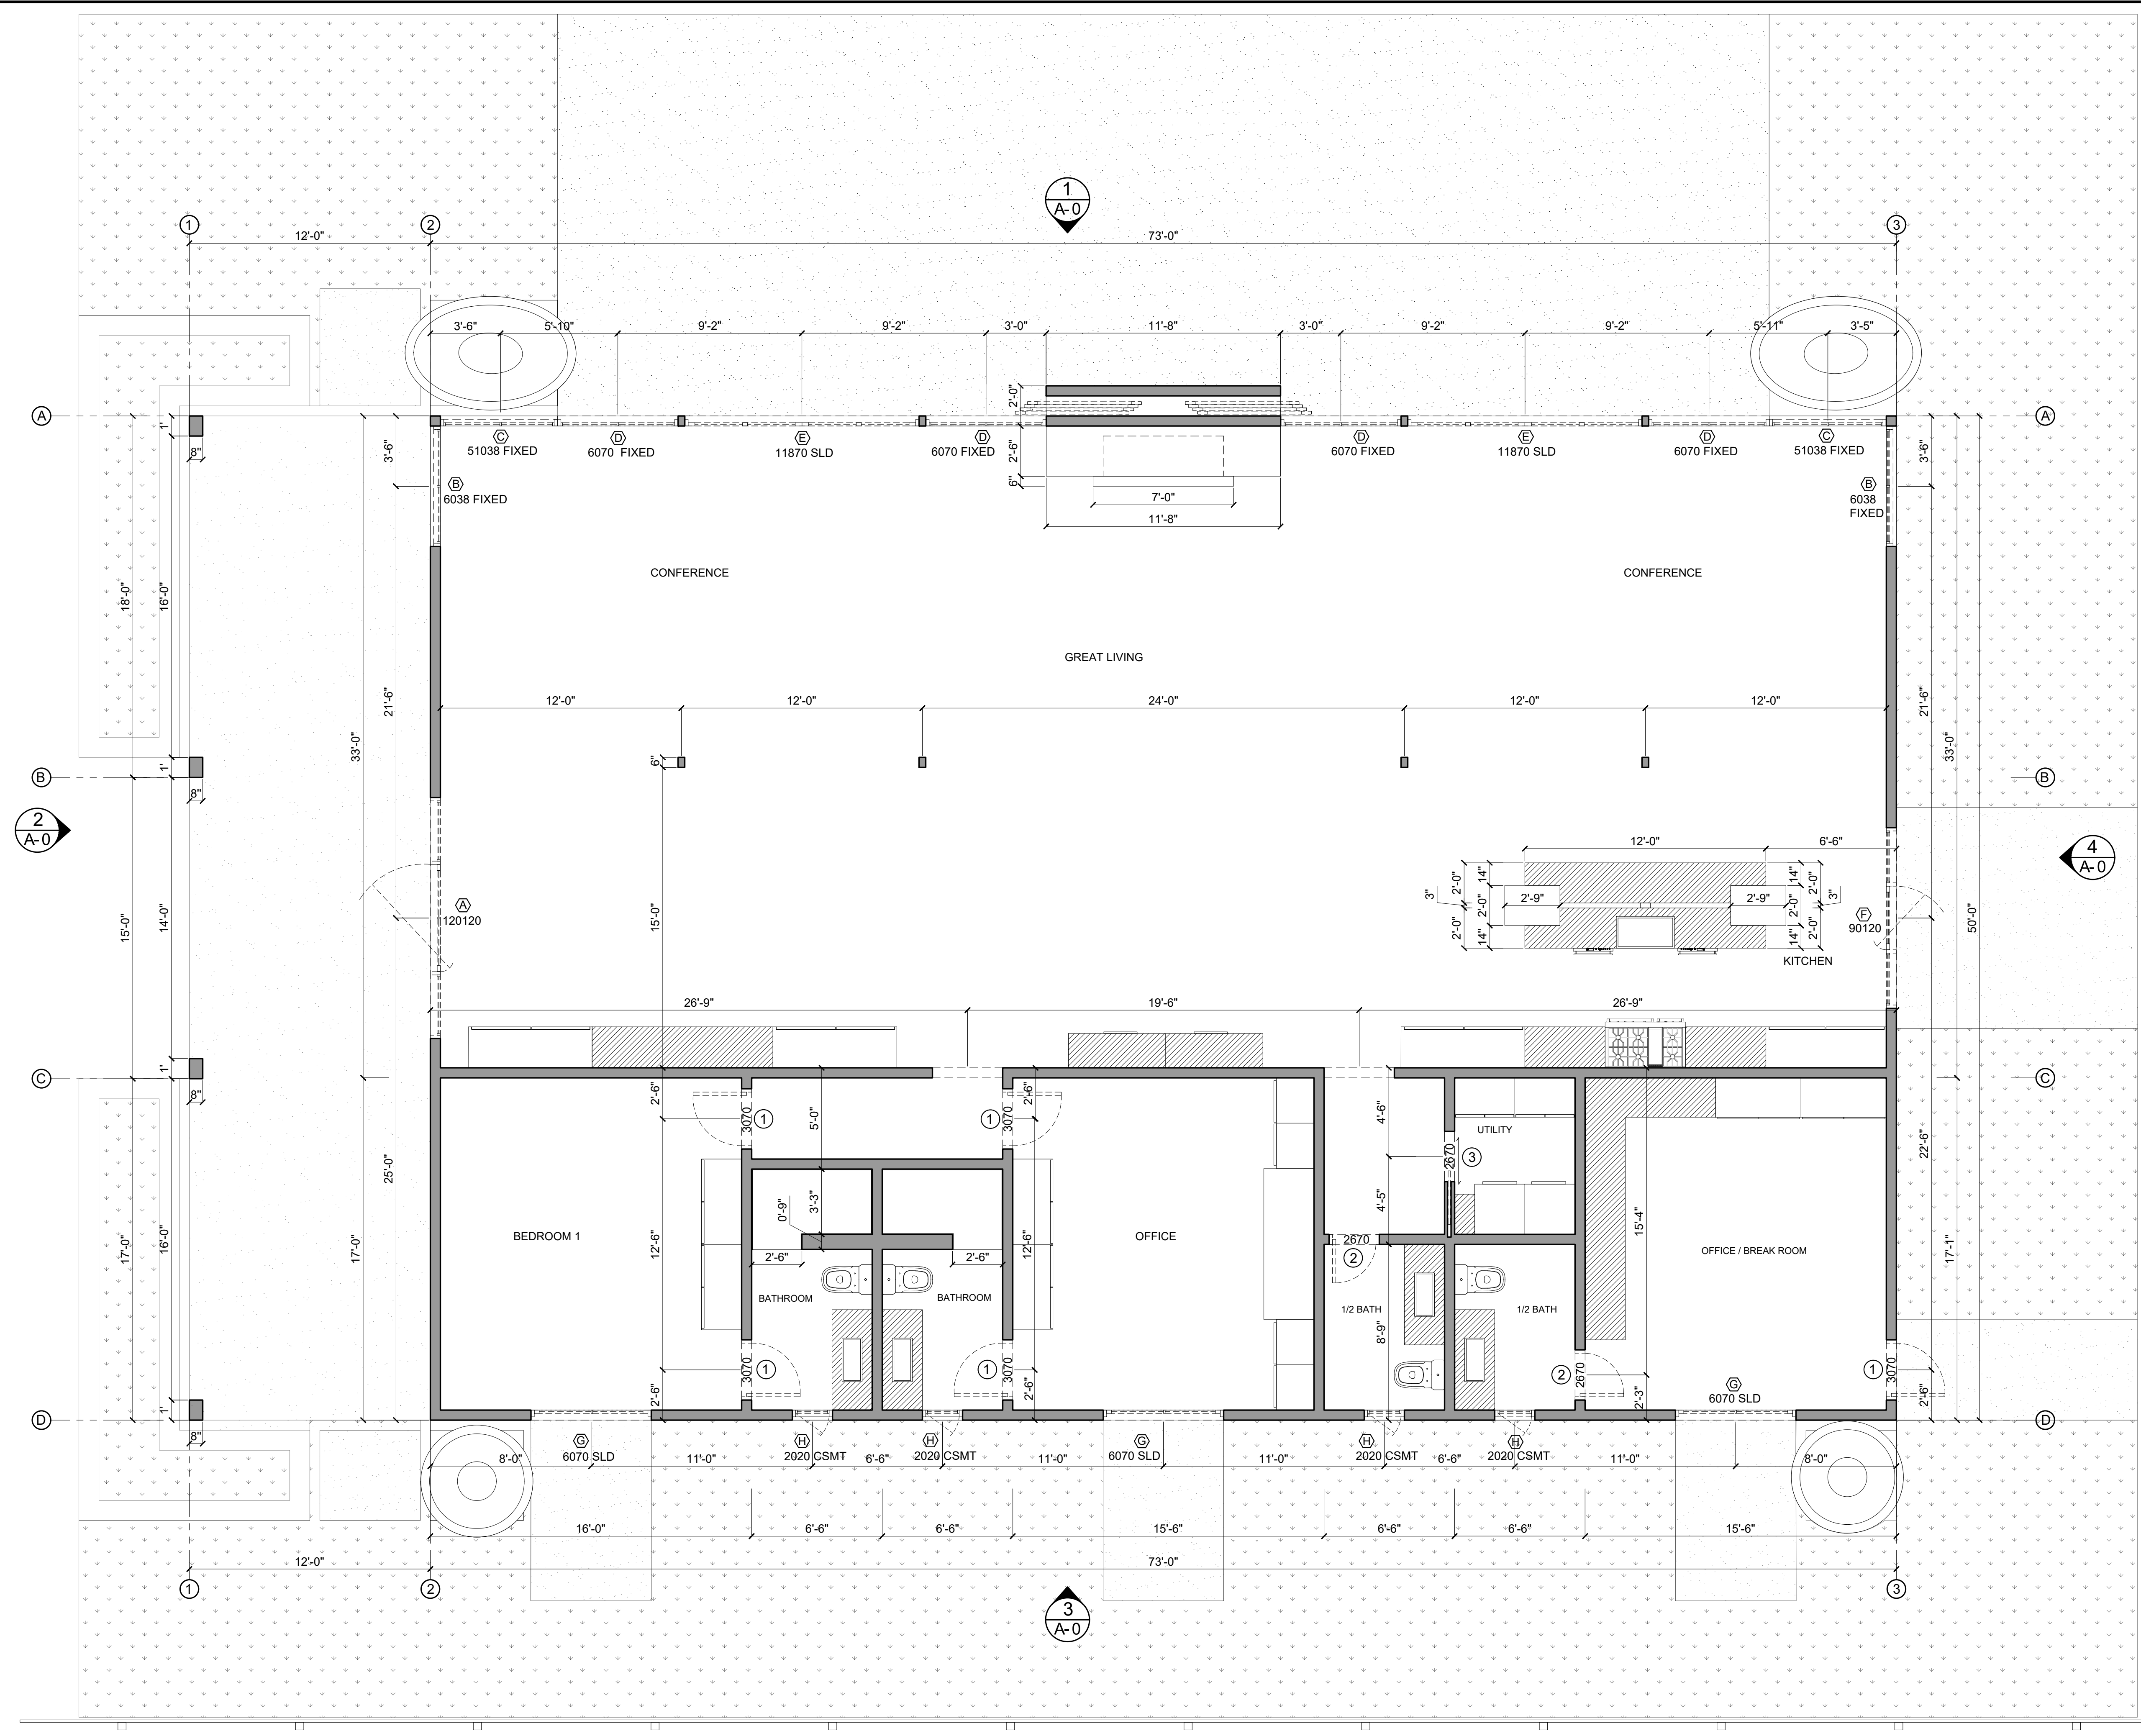 1
A-0
1
2
3
12'-0"
73'-0"
3'-6"
5'-10"
9'-2"
9'-2"
3'-0"
11'-8"
3'-0"
9'-2"
9'-2"
5'-11"
3'-5"
2'-0"
A
A
1'
8"
3'-6"
C
51038 FIXED
D
6070 FIXED
E
11870 SLD
D
6070 FIXED
2'-6"
6"
7'-0"
11'-8"
D
6070 FIXED
E
11870 SLD
D
6070 FIXED
C
51038 FIXED
3'-6"
B
6038 FIXED
B
6038
FIXED
CONFERENCE
CONFERENCE
18'-0"
16'-0"
GREAT LIVING
21'-6"
21'-6"
12'-0"
12'-0"
24'-0"
12'-0"
12'-0"
33'-0"
33'-0"
6"
B
1'
8"
B
2
A-0
4
A-0
12'-0"
6'-6"
3"
2'-0"
2'-0"
14"
2'-0"
14"
2'-9"
2'-9"
14"
2'-0"
14"
2'-0"
2'-0"
3"
A
120120
F
90120
KITCHEN
15'-0"
14'-0"
15'-0"
50'-0"
26'-9"
19'-6"
26'-9"
C
1'
8"
C
2'-6"
3070
1
5'-0"
1
3070
2'-6"
4'-6"
UTILITY
2670
3
22'-6"
25'-0"
17'-0"
16'-0"
17'-0"
BEDROOM 1
12'-6"
0'-9"
3'-3"
2'-6"
2'-6"
12'-6"
OFFICE
4'-5"
2670
2
15'-4"
OFFICE / BREAK ROOM
17'-1"
BATHROOM
BATHROOM
1/2 BATH
1/2 BATH
8'-9"
3070
1
1
3070
2
2670
1
3070
2'-6"
2'-6"
2'-3"
2'-6"
G
6070 SLD
D
1'
8"
D
G
6070 SLD
H
2020 CSMT
H
2020 CSMT
G
6070 SLD
H
2020 CSMT
H
2020 CSMT
8'-0"
11'-0"
6'-6"
11'-0"
11'-0"
6'-6"
11'-0"
8'-0"
16'-0"
6'-6"
6'-6"
15'-6"
6'-6"
6'-6"
15'-6"
12'-0"
73'-0"
1
2
3
3
A-0